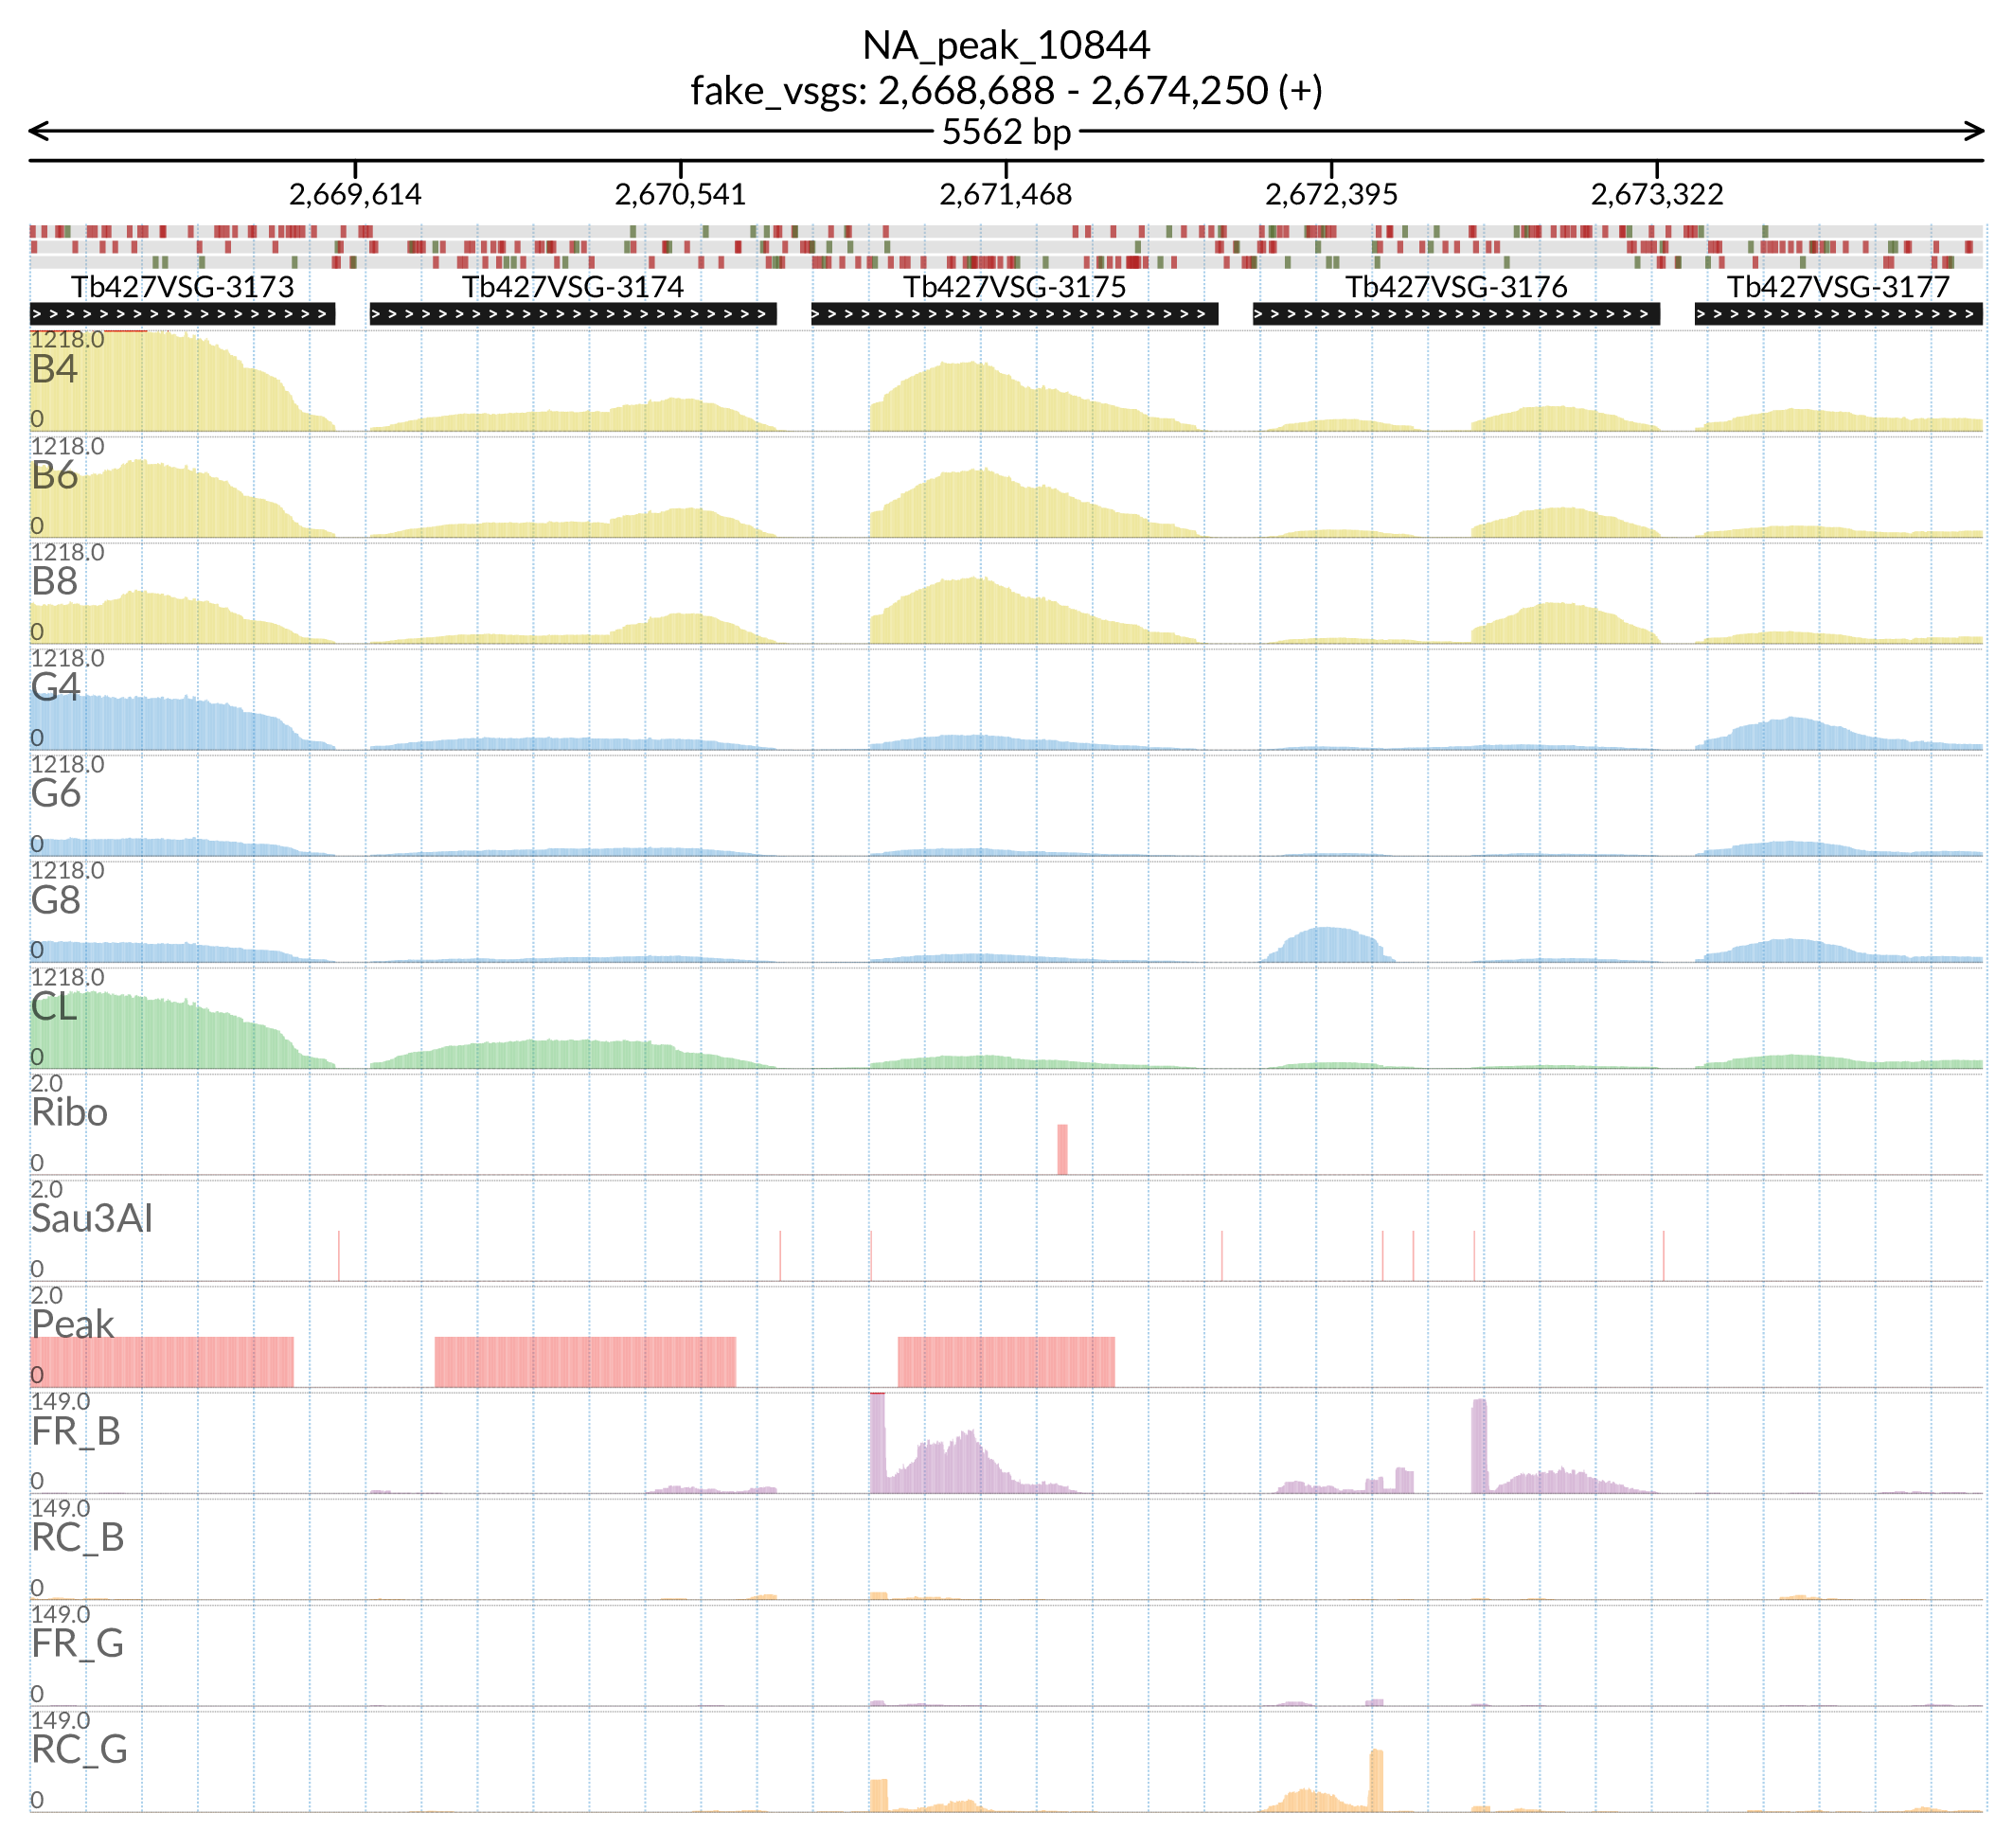 NA_peak_10844
fake_vsgs: 2,668,688 - 2,674,250 (+)
5562 bp
2,669,614 2,670,541 2,671,468 2,672,395 2,673,322
Tb427VSG-3173 Tb427VSG-3174 Tb427VSG-3175 Tb427VSG-3176 Tb427VSG-3177
1218.0
B4
0
1218.0
B6
0
1218.0
B8
0
1218.0
G4
0
1218.0
G6
0
1218.0
G8
0
1218.0
CL
0
2.0
Ribo
0
2.0
Sau3AI
0
2.0
Peak
0
149.0
FR_B
0
149.0
RC_B
0
149.0
FR_G
0
149.0
RC_G
0